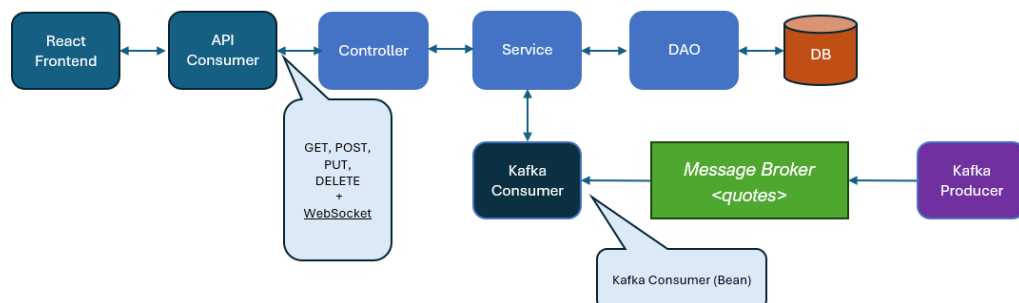 React
Frontend
API
Consumer
Controller
Service
DAO
DB
GET, POST,
PUT,
DELETE
+
WebSocket
Kafka
Consumer
Message Broker
<quotes>
Kafka
Producer
Kafka Consumer (Bean)